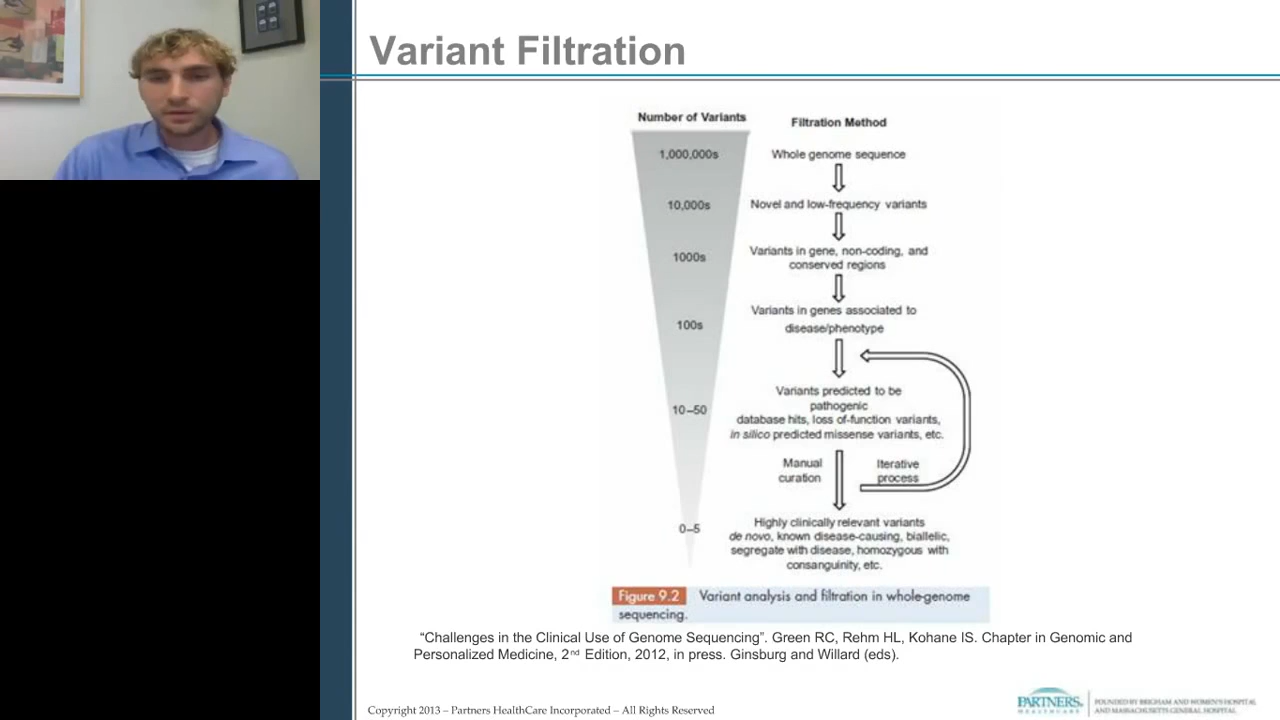 Variant Filtration
Number of Variants
Filtration Method
1,000,000s
Whole genome sequence
10,000s
Novel and low-frequency variants
1000s
Variants in gene, non-coding, and
conserved regions
100s
Variants in genes associated to
disease/phenotype
10–50
Variants predicted to be
pathogenic
database hits, loss of-function variants,
in silico predicted missense variants, etc.
Manual
curation
Iterative
process
0–5
Highly clinically relevant variants
de novo, known disease-causing, biallelic,
segregate with disease, homozygous with
consanguinity, etc.
Figure 9.2 Variant analysis and filtration in whole-genome
sequencing.
“Challenges in the Clinical Use of Genome Sequencing”. Green RC, Rehm HL, Kohane IS. Chapter in Genomic and
Personalized Medicine, 2nd Edition, 2012, in press. Ginsburg and Willard (eds).
Copyright 2013 – Partners HealthCare Incorporated – All Rights Reserved
PARTNERS
HEALTHCARE
FOUNDED BY BRIGHAM AND WOMEN'S HOSPITAL
AND MASSACHUSETTS GENERAL HOSPITAL